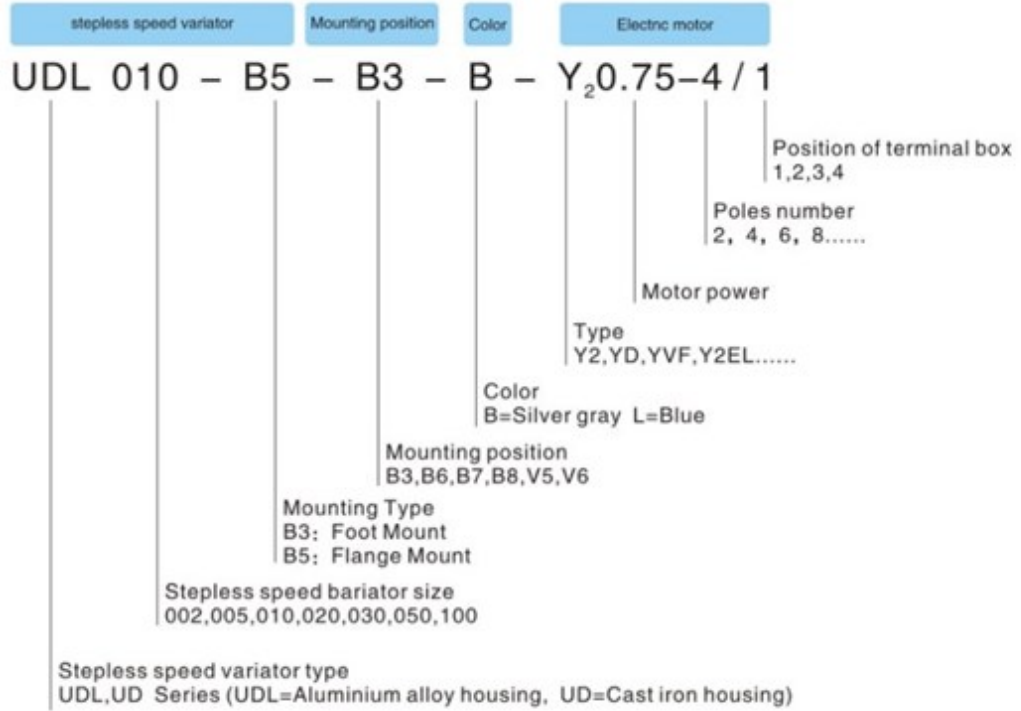 stepless speed variator Mounting position Color Electnc motor
UDL 010 – B5 – B3 – B – Y₂0.75–4 / 1
Position of terminal box
1,2,3,4
Poles number
2, 4, 6, 8......
Motor power
Type
Y2,YD,YVF,Y2EL......
Color
B=Silver gray L=Blue
Mounting position
B3,B6,B7,B8,V5,V6
Mounting Type
B3: Foot Mount
B5: Flange Mount
Stepless speed bariator size
002,005,010,020,030,050,100
Stepless speed variator type
UDL,UD Series (UDL=Aluminium alloy housing, UD=Cast iron housing)